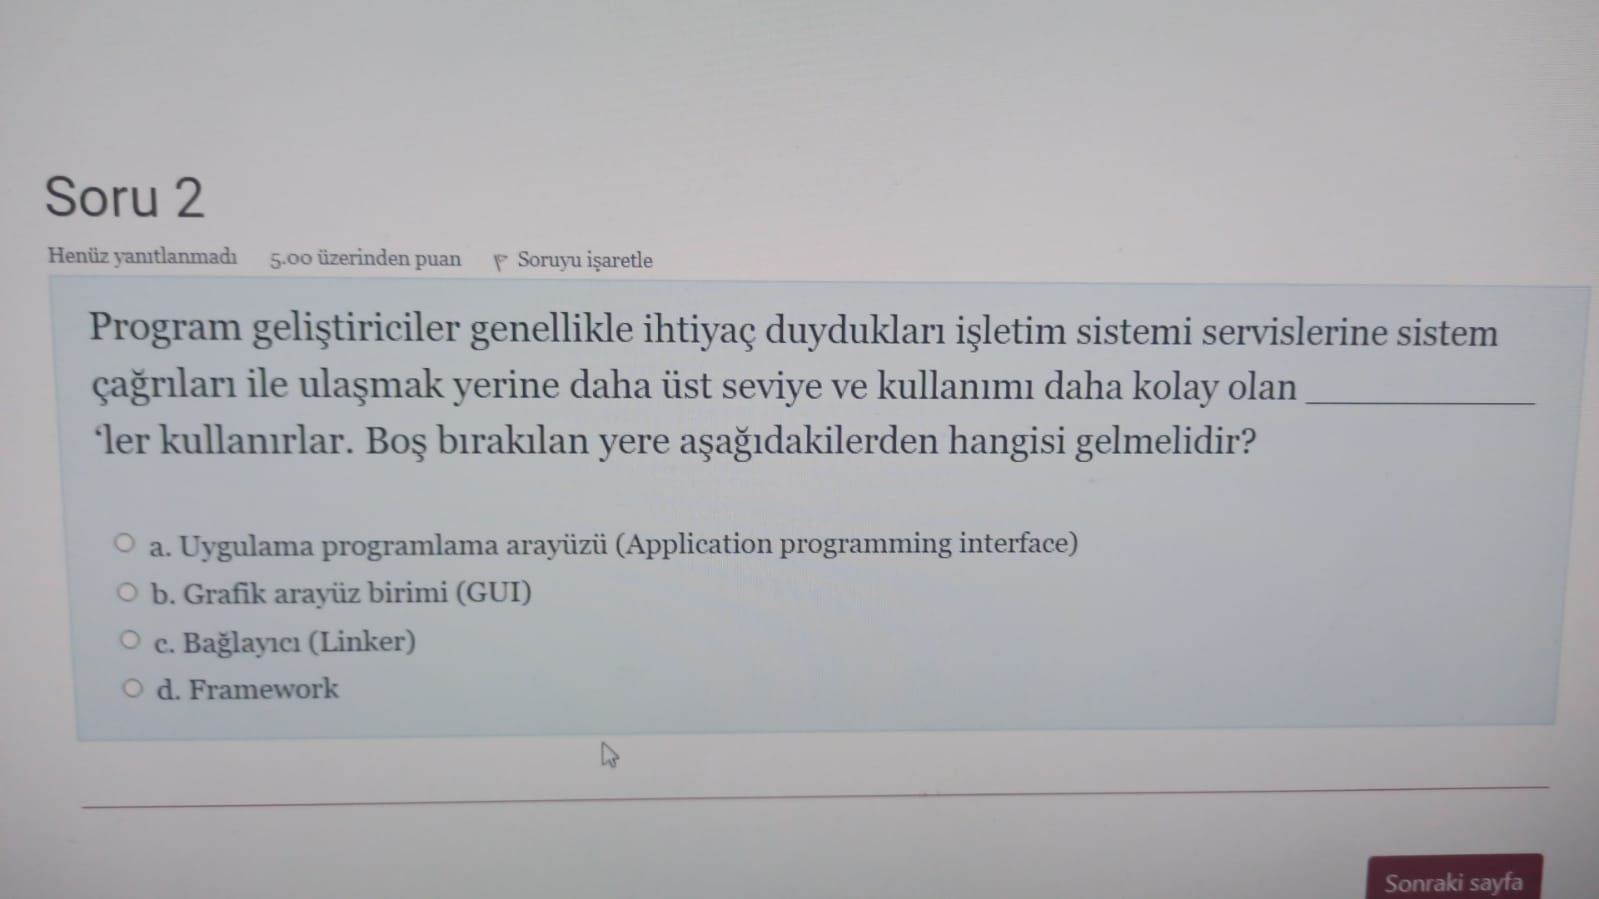 Soru 2
Henüz yanıtlanmadı 5.00 üzerinden puan Soruyu işaretle
Program geliştiriciler genellikle ihtiyaç duydukları işletim sistemi servislerine sistem
çağrıları ile ulaşmak yerine daha üst seviye ve kullanımı daha kolay olan ____________
‘ler kullanırlar. Boş bırakılan yere aşağıdakilerden hangisi gelmelidir?
a. Uygulama programlama arayüzü (Application programming interface)
b. Grafik arayüz birimi (GUI)
c. Bağlayıcı (Linker)
d. Framework
Sonraki sayfa